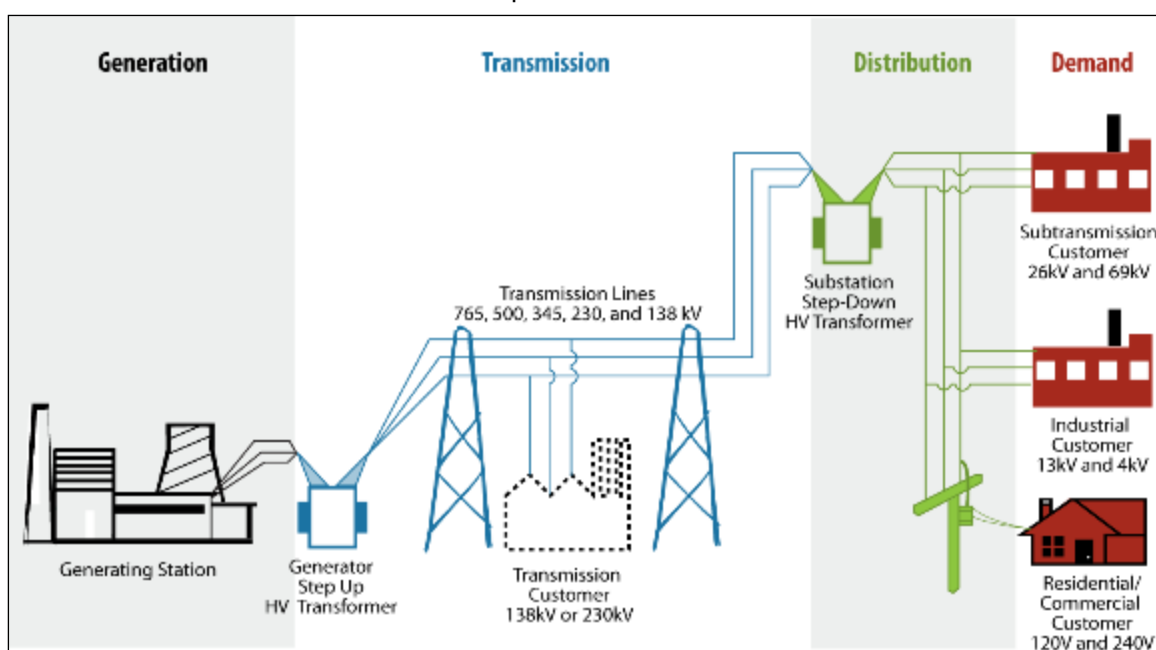 Generation
Transmission
Distribution
Demand
Subtransmission
Customer
26kV and 69kV
Substation
Step-Down
HV Transformer
Transmission Lines
765, 500, 345, 230, and 138 kV
Industrial
Customer
13kV and 4kV
Generating Station
Generator
Step Up
HV Transformer
Transmission
Customer
138kV or 230kV
Residential/
Commercial
Customer
120V and 240V